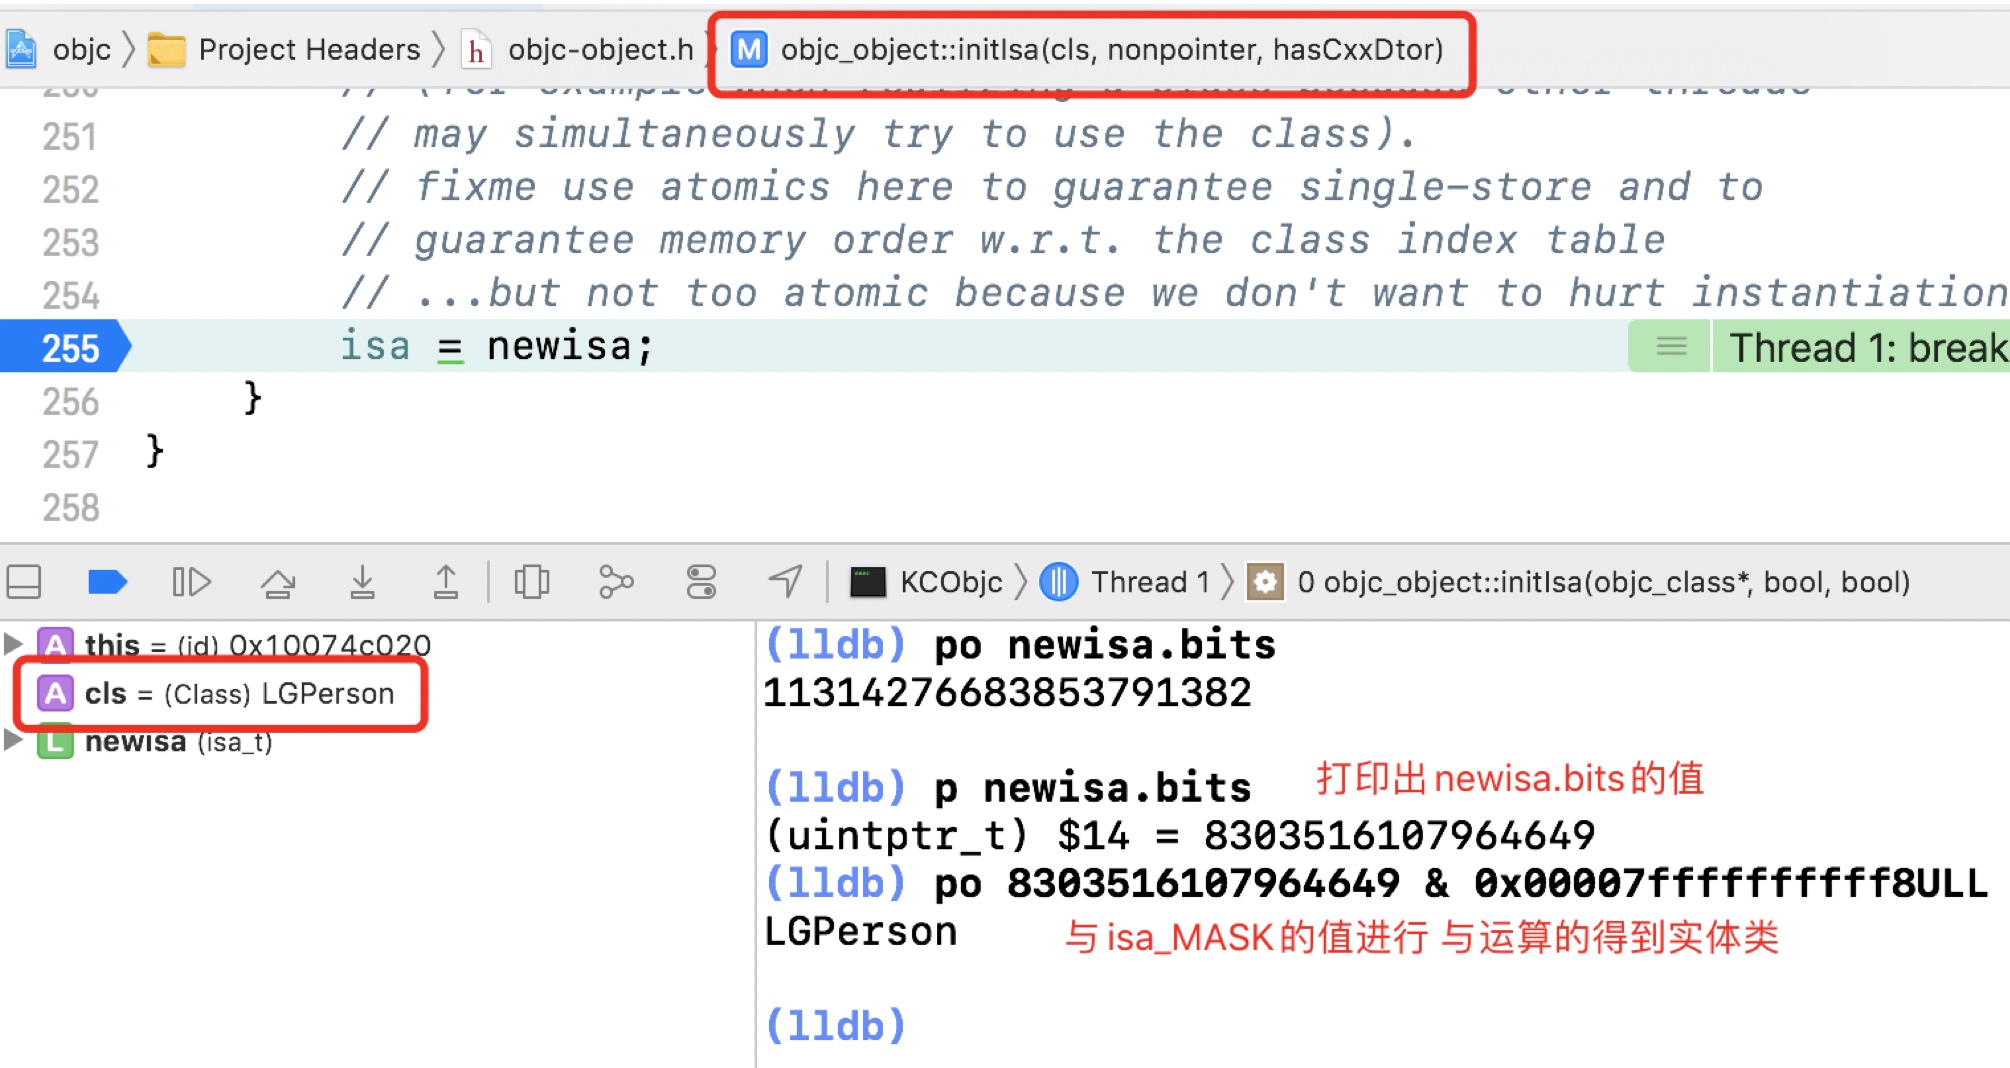 objc 〉 Project Headers 〉 h objc-object.h 〉 M objc_object::initIsa(cls, nonpointer, hasCxxDtor)
251 // may simultaneously try to use the class).
252 // fixme use atomics here to guarantee single-store and to
253 // guarantee memory order w.r.t. the class index table
254 // ...but not too atomic because we don't want to hurt instantiation
255 isa = newisa; Thread 1: break
256 }
257 }
258
KCObjc 〉 Thread 1 〉 0 objc_object::initIsa(objc_class*, bool, bool)
A this = (id) 0x10074c020
A cls = (Class) LGPerson
L newisa (isa_t)
(lldb) po newisa.bits
11314276683853791382
(lldb) p newisa.bits 打印出newisa.bits的值
(uintptr_t) $14 = 8303516107964649
(lldb) po 8303516107964649 & 0x00007ffffffffff8ULL
LGPerson 与isa_MASK的值进行 与运算的得到实体类
(lldb)